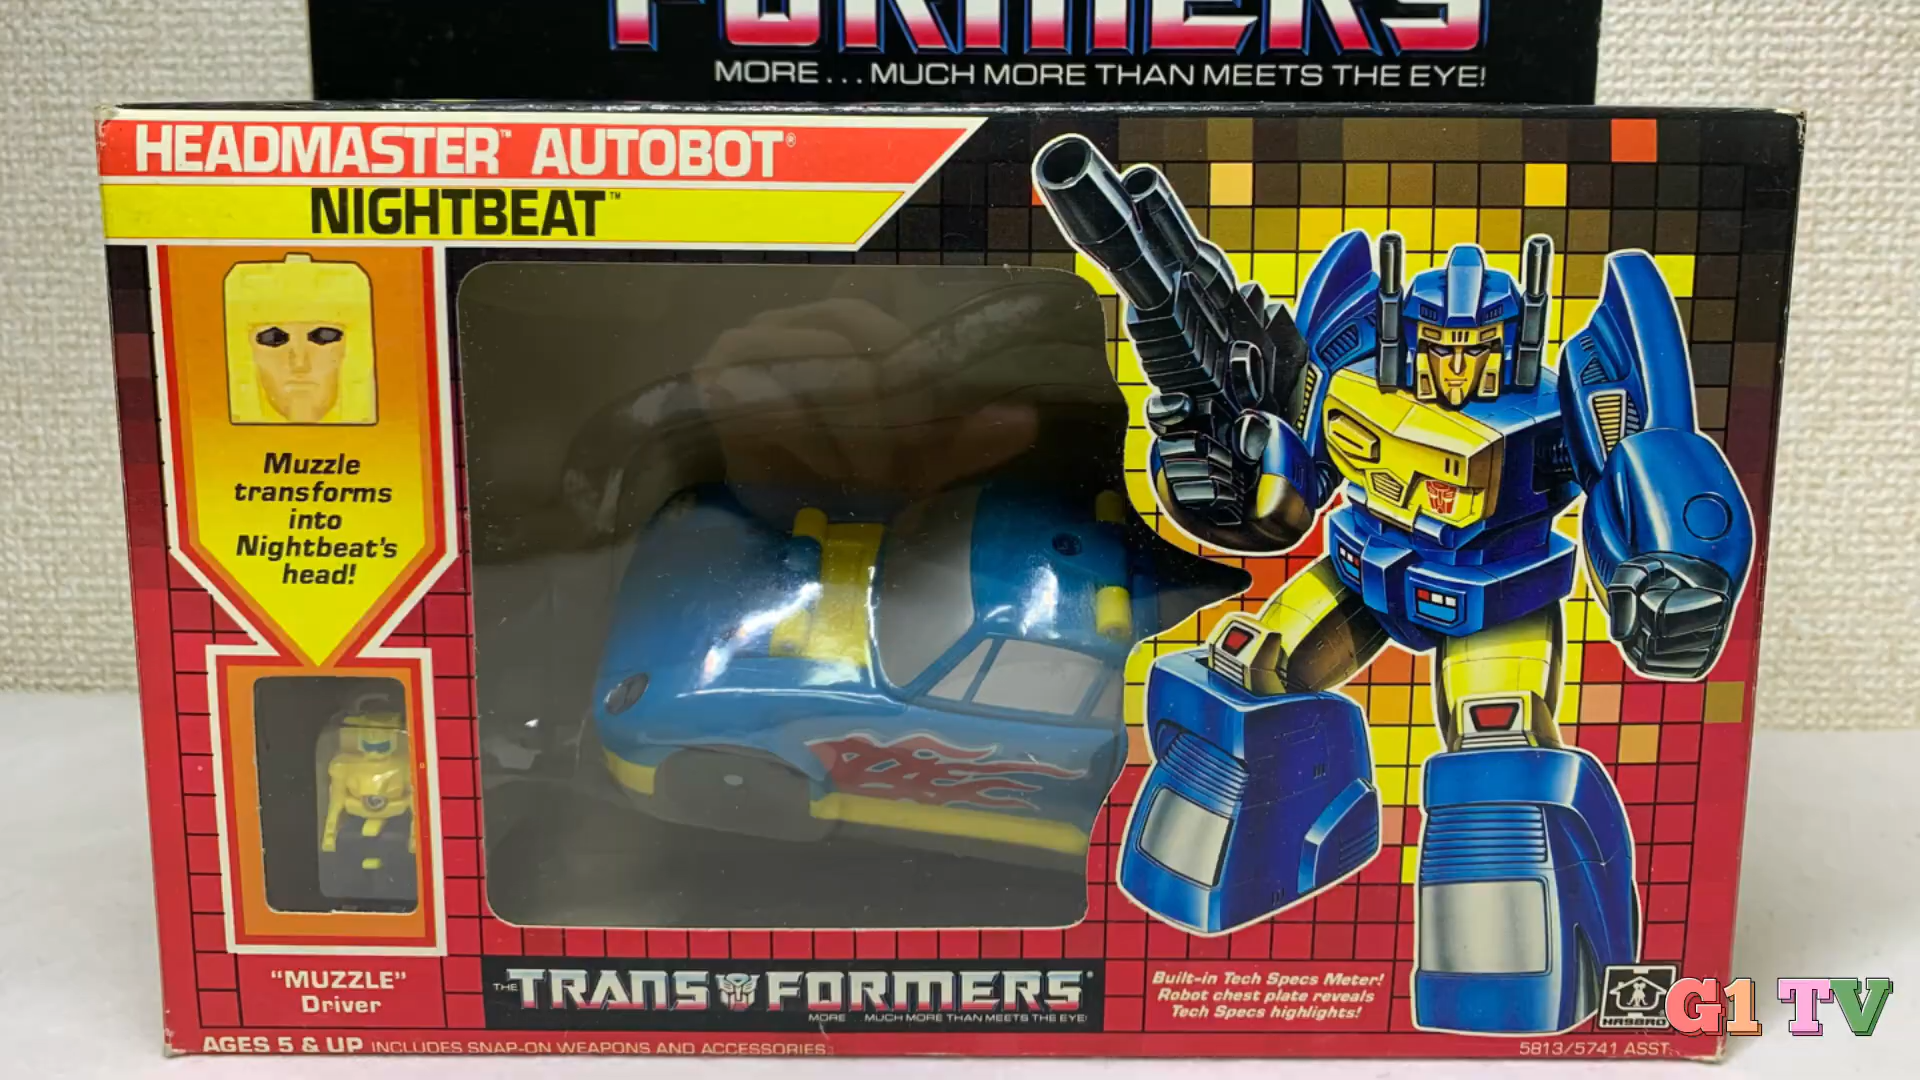 FORMERS
MORE...MUCH MORE THAN MEETS THE EYE!
HEADMASTER™ AUTOBOT®
NIGHTBEAT™
Muzzle
transforms
into
Nightbeat's
head!
"MUZZLE"
Driver
THE TRANSFORMERS®
MORE...MUCH MORE THAN MEETS THE EYE!
Built-in Tech Specs Meter!
Robot chest plate reveals
Tech Specs highlights!
HASBRO
G1 TV
AGES 5 & UP INCLUDES SNAP-ON WEAPONS AND ACCESSORIES.
5813/5741 ASST.